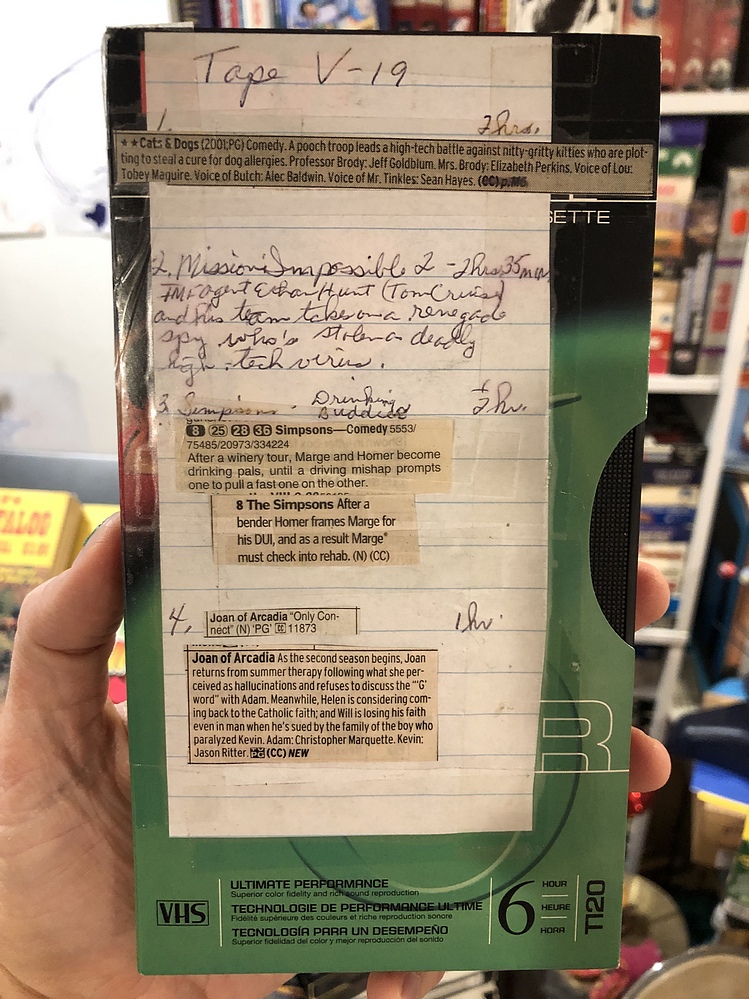 Tape V-19
1. 2hrs.
★★Cats & Dogs (2001,PG) Comedy. A pooch troop leads a high-tech battle against nitty-gritty kitties who are plot-
ting to steal a cure for dog allergies. Professor Brody: Jeff Goldblum. Mrs. Brody: Elizabeth Perkins. Voice of Lou:
Tobey Maguire. Voice of Butch: Alec Baldwin. Voice of Mr. Tinkles: Sean Hayes. (CC) p.M6
SETTE
2. Mission: Impossible 2 - 2hrs 35min
IMF agent Ethan Hunt (Tom Cruise)
and his team takes on a renegade
spy who's stolen a deadly
high-tech virus.
3. Simpsons - Drinking Buddies 1/2 hr.
8 25 28 36 Simpsons—Comedy 5553/
75485/20973/334224
After a winery tour, Marge and Homer become
drinking pals, until a driving mishap prompts
one to pull a fast one on the other.
8 The Simpsons After a
bender Homer frames Marge for
his DUI, and as a result Marge
must check into rehab. (N) (CC)
4. 1hr
Joan of Arcadia "Only Con-
nect" (N) 'PG' cc 11873
Joan of Arcadia As the second season begins, Joan
returns from summer therapy following what she per-
ceived as hallucinations and refuses to discuss the "'G'
word" with Adam. Meanwhile, Helen is considering com-
ing back to the Catholic faith; and Will is losing his faith
even in man when he's sued by the family of the boy who
paralyzed Kevin. Adam: Christopher Marquette. Kevin:
Jason Ritter. PG (CC) NEW
R
VHS
ULTIMATE PERFORMANCE
Superior color fidelity and rich sound reproduction
TECHNOLOGIE DE PERFORMANCE ULTIME
Fidélité supérieure des couleurs et riche reproduction sonore
TECNOLOGÍA PARA UN DESEMPEÑO
Superior fidelidad del color y mejor reproducción del sonido
6 HOUR
HEURE
HORA
T120